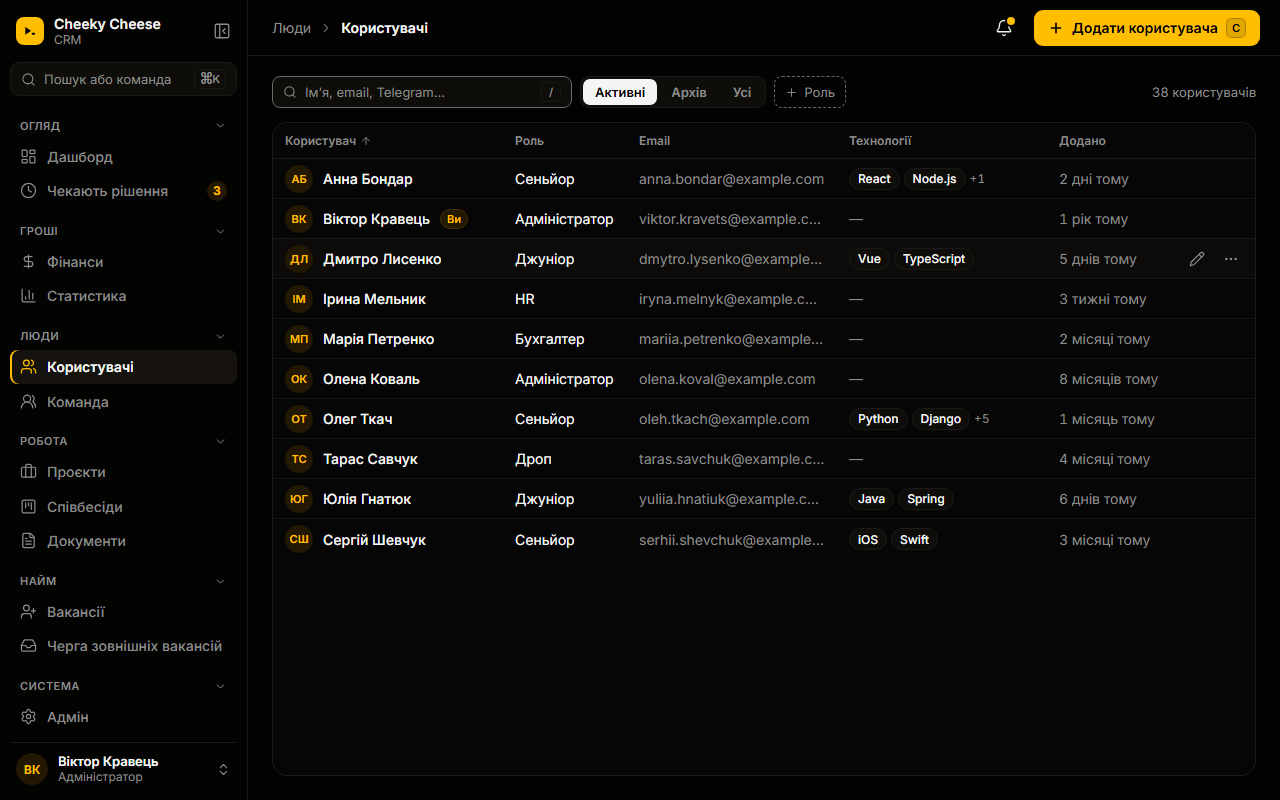 Cheeky Cheese
CRM
Пошук або команда ⌘K
ОГЛЯД
Дашборд
Чекають рішення 3
ГРОШІ
Фінанси
Статистика
ЛЮДИ
Користувачі
Команда
РОБОТА
Проєкти
Співбесіди
Документи
НАЙМ
Вакансії
Черга зовнішніх вакансій
СИСТЕМА
Адмін
ВК Віктор Кравець
Адміністратор
Люди > Користувачі
+ Додати користувача C
Ім'я, email, Telegram... /
Активні Архів Усі
+ Роль
38 користувачів
Користувач ↑ Роль Email Технології Додано
АБ Анна Бондар Сеньйор anna.bondar@example.com React Node.js +1 2 дні тому
ВК Віктор Кравець Ви Адміністратор viktor.kravets@example.c... — 1 рік тому
ДЛ Дмитро Лисенко Джуніор dmytro.lysenko@example... Vue TypeScript 5 днів тому
ІМ Ірина Мельник HR iryna.melnyk@example.c... — 3 тижні тому
МП Марія Петренко Бухгалтер mariia.petrenko@example... — 2 місяці тому
ОК Олена Коваль Адміністратор olena.koval@example.com — 8 місяців тому
ОТ Олег Ткач Сеньйор oleh.tkach@example.com Python Django +5 1 місяць тому
ТС Тарас Савчук Дроп taras.savchuk@example.c... — 4 місяці тому
ЮГ Юлія Гнатюк Джуніор yuliia.hnatiuk@example.c... Java Spring 6 днів тому
СШ Сергій Шевчук Сеньйор serhii.shevchuk@example... iOS Swift 3 місяці тому